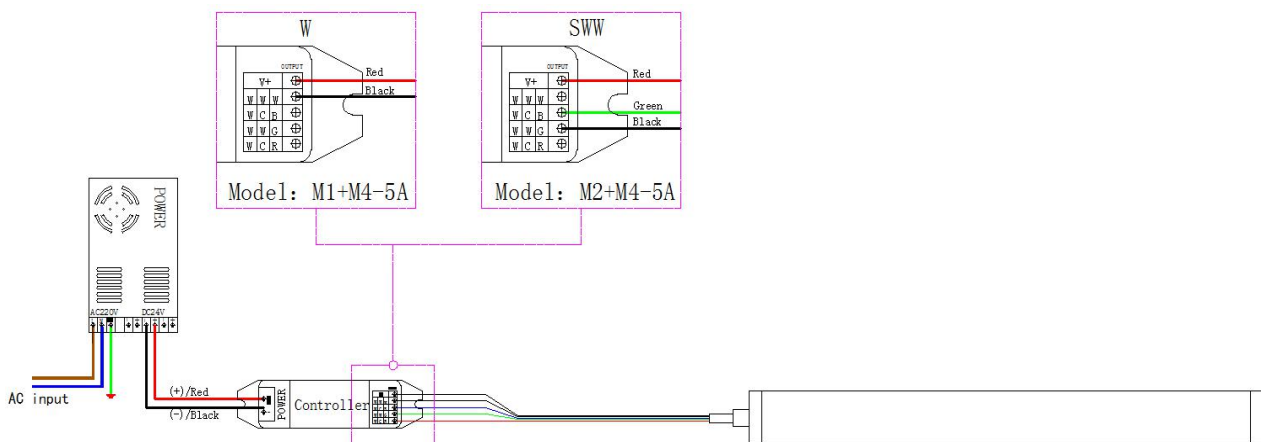 W
OUTPUT
V+
W W W
W C B
W W G
W C R
Red
Black
Model: M1+M4-5A
SWW
OUTPUT
V+
W W W
W C B
W W G
W C R
Red
Green
Black
Model: M2+M4-5A
POWER
AC220V DC24V
AC input
(+)/Red
(-)/Black
POWER
Controller